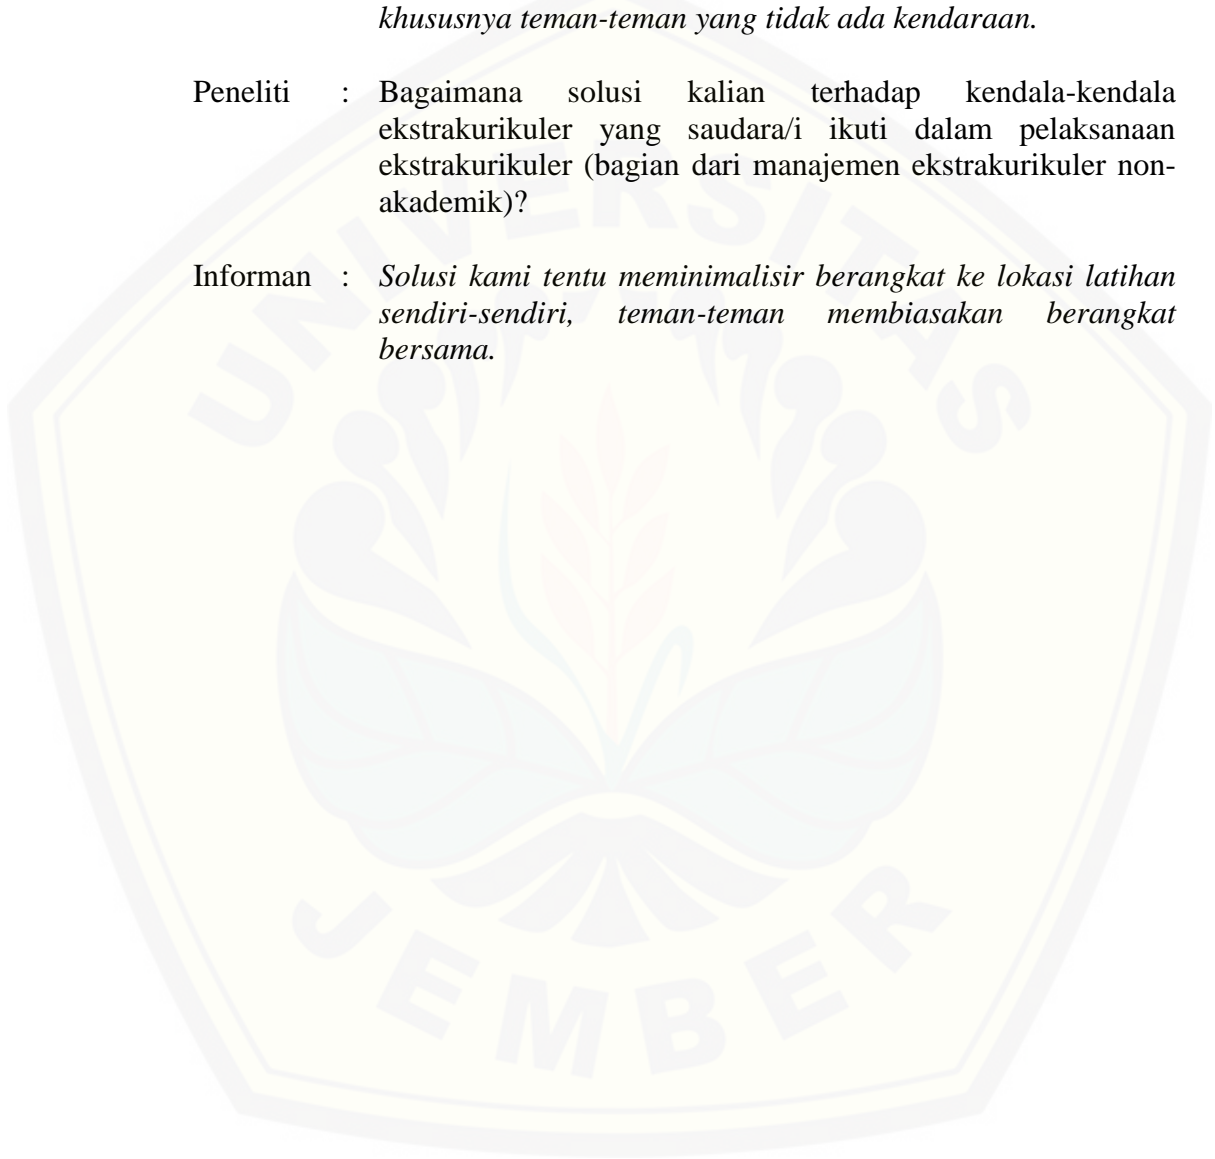 khususnya teman-teman yang tidak ada kendaraan.
Peneliti : Bagaimana solusi kalian terhadap kendala-kendala
ekstrakurikuler yang saudara/i ikuti dalam pelaksanaan
ekstrakurikuler (bagian dari manajemen ekstrakurikuler non-
akademik)?
Informan : Solusi kami tentu meminimalisir berangkat ke lokasi latihan
sendiri-sendiri, teman-teman membiasakan berangkat
bersama.
UNIVERSITAS
JEMBER